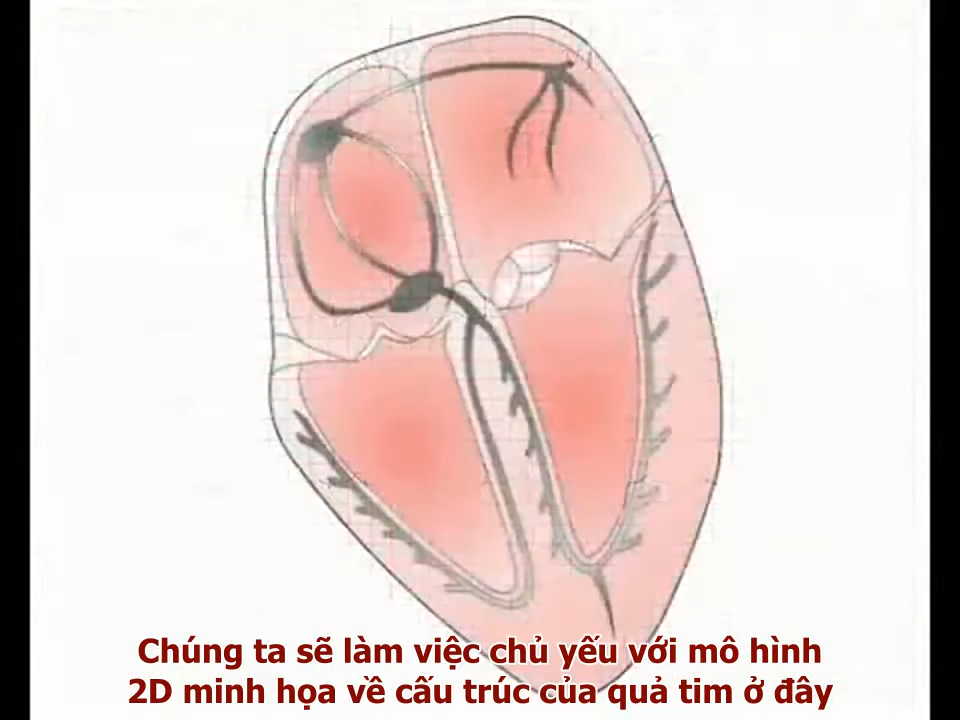 Chúng ta sẽ làm việc chủ yếu với mô hình
2D minh họa về cấu trúc của quả tim ở đây